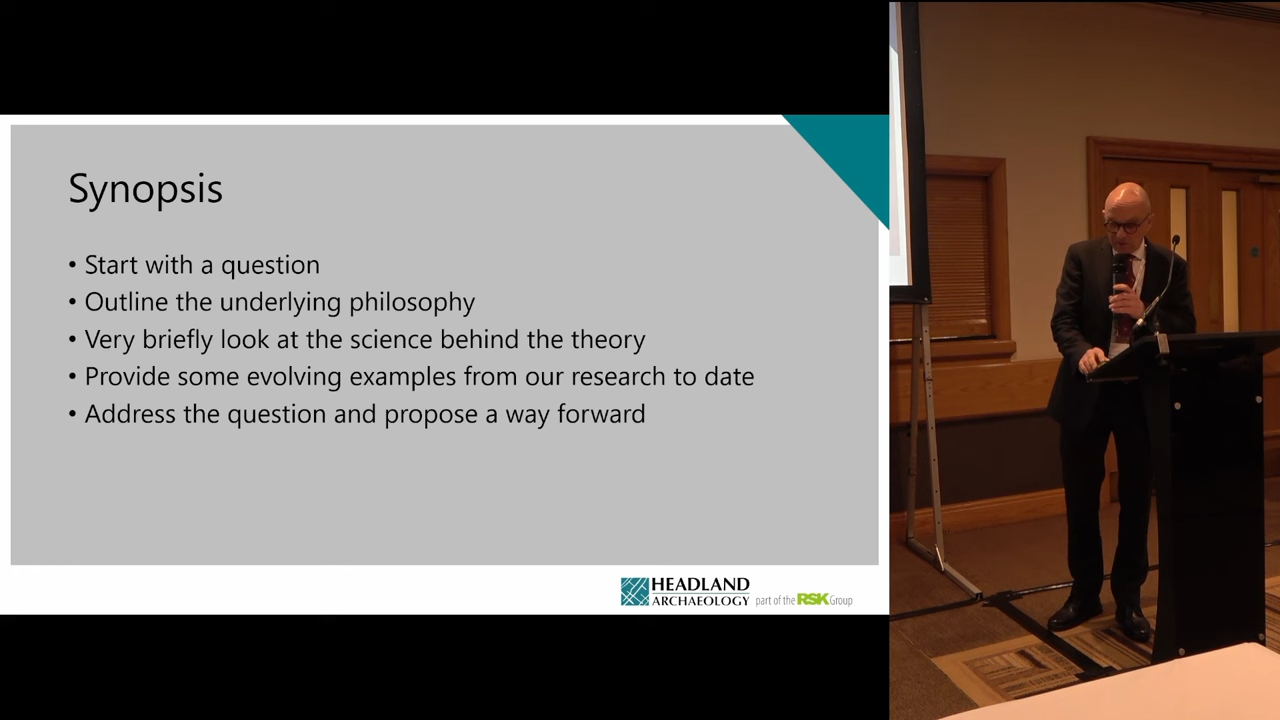 Synopsis
• Start with a question
• Outline the underlying philosophy
• Very briefly look at the science behind the theory
• Provide some evolving examples from our research to date
• Address the question and propose a way forward
HEADLAND
ARCHAEOLOGY part of the RSK Group